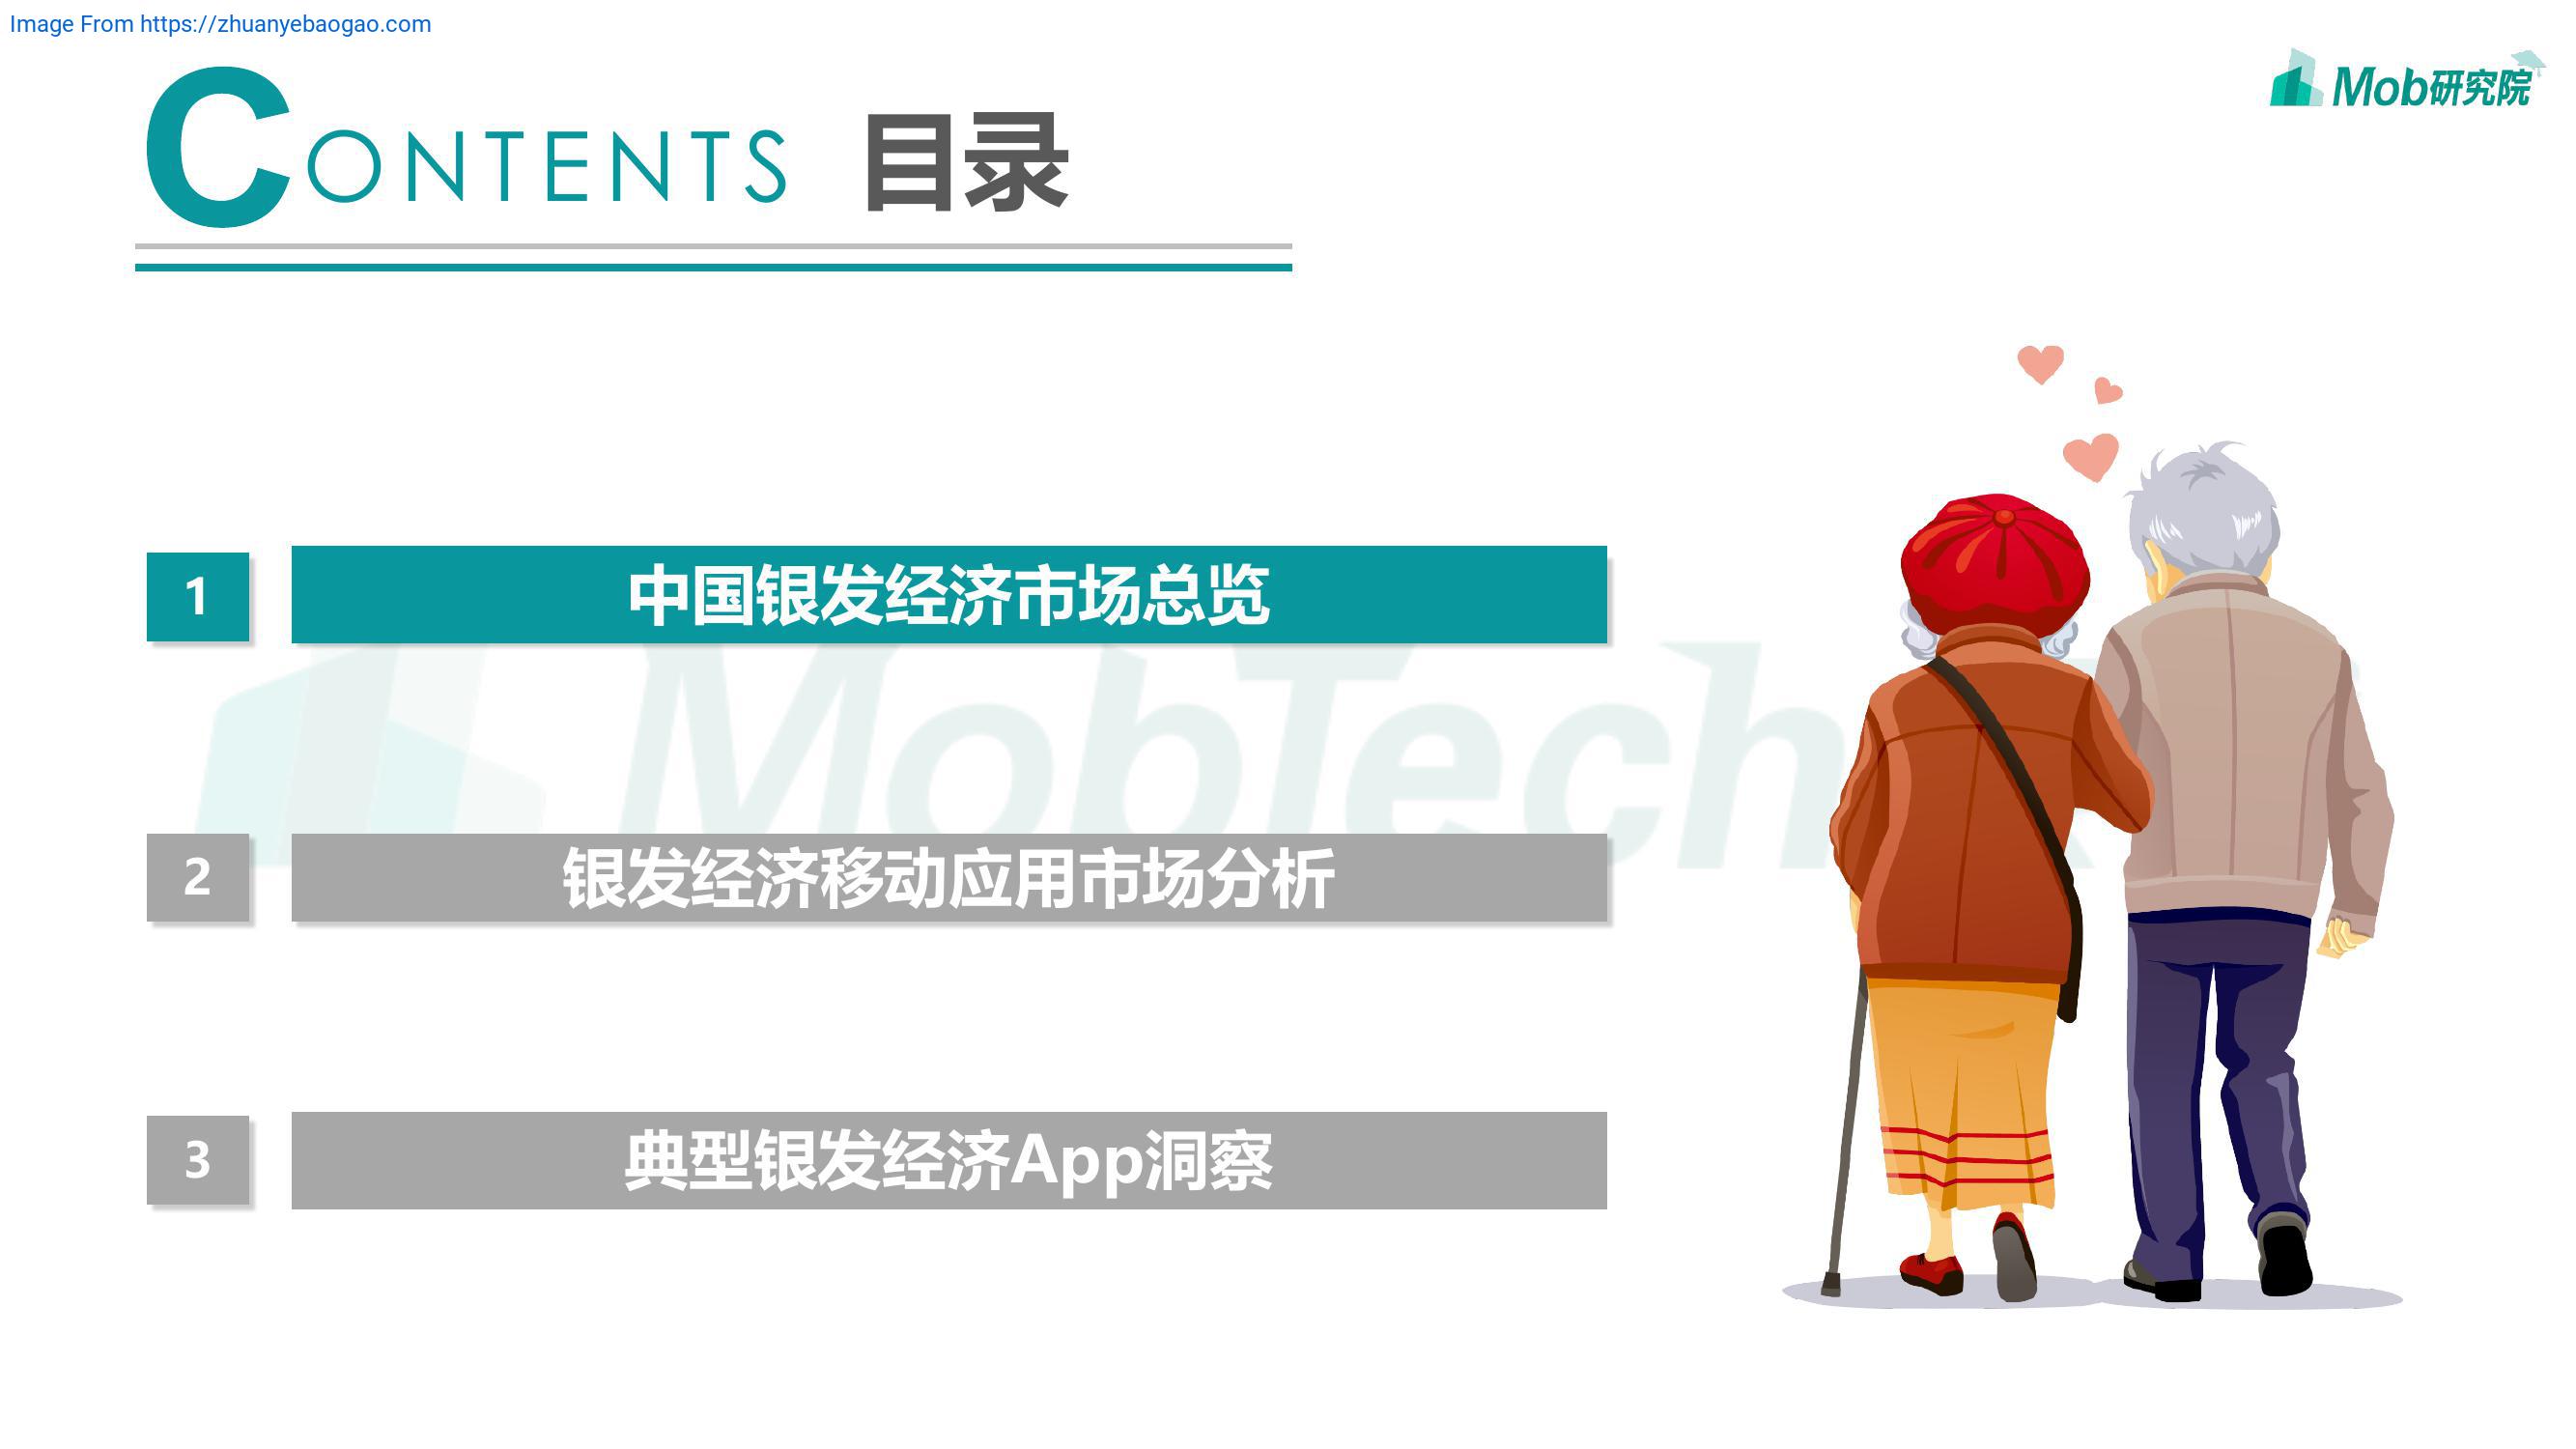 Image From https://zhuanyebaogao.com
Mob研究院
CONTENTS 目录
1 中国银发经济市场总览
MobTech
2 银发经济移动应用市场分析
3 典型银发经济App洞察